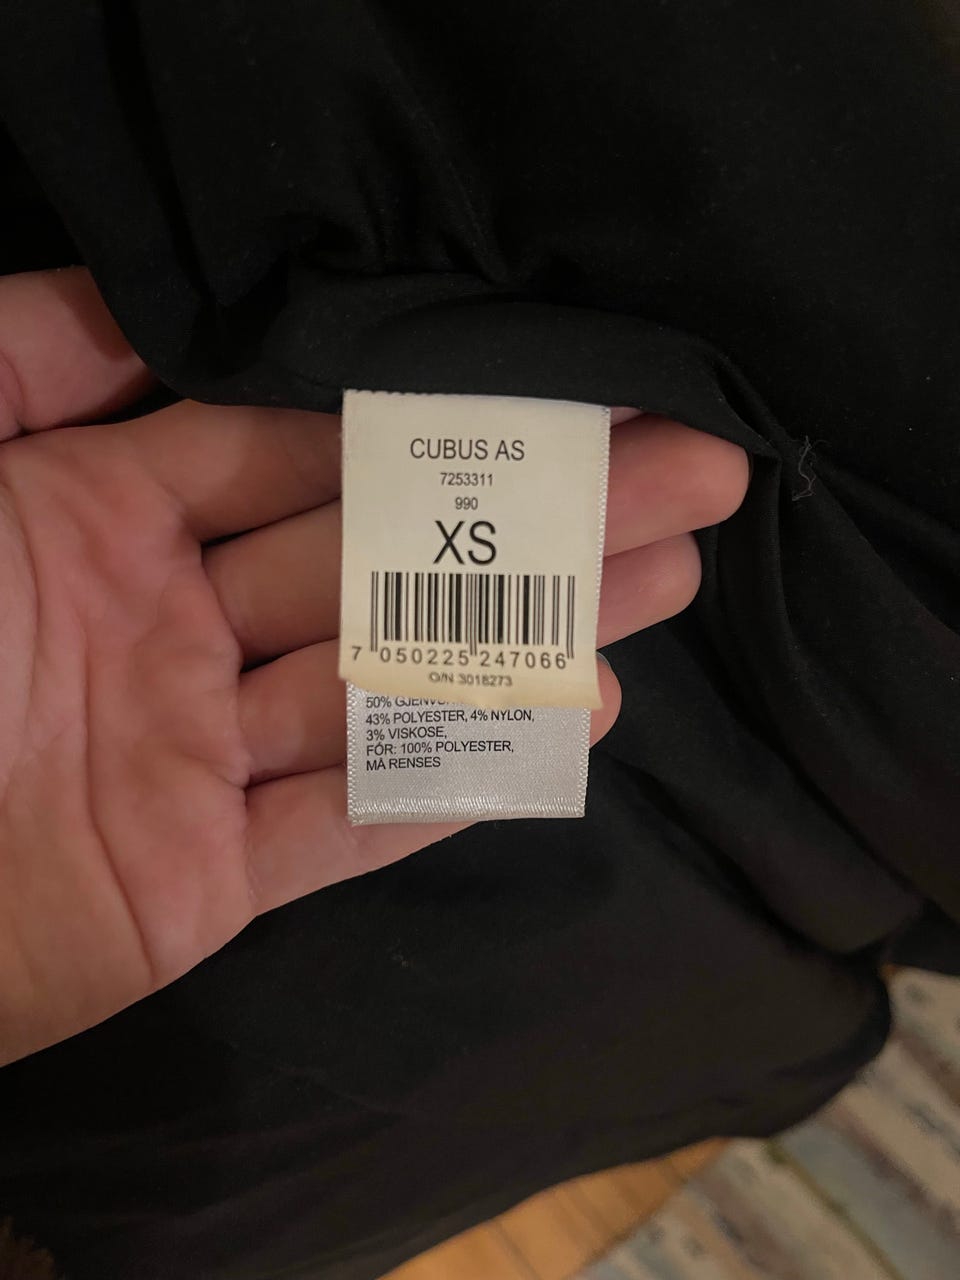 CUBUS AS
7253311
990
XS
7 050225 247066
O/N 3018273
50%
43% POLYESTER, 4% NYLON,
3% VISKOSE,
FÔR: 100% POLYESTER,
MÅ RENSES